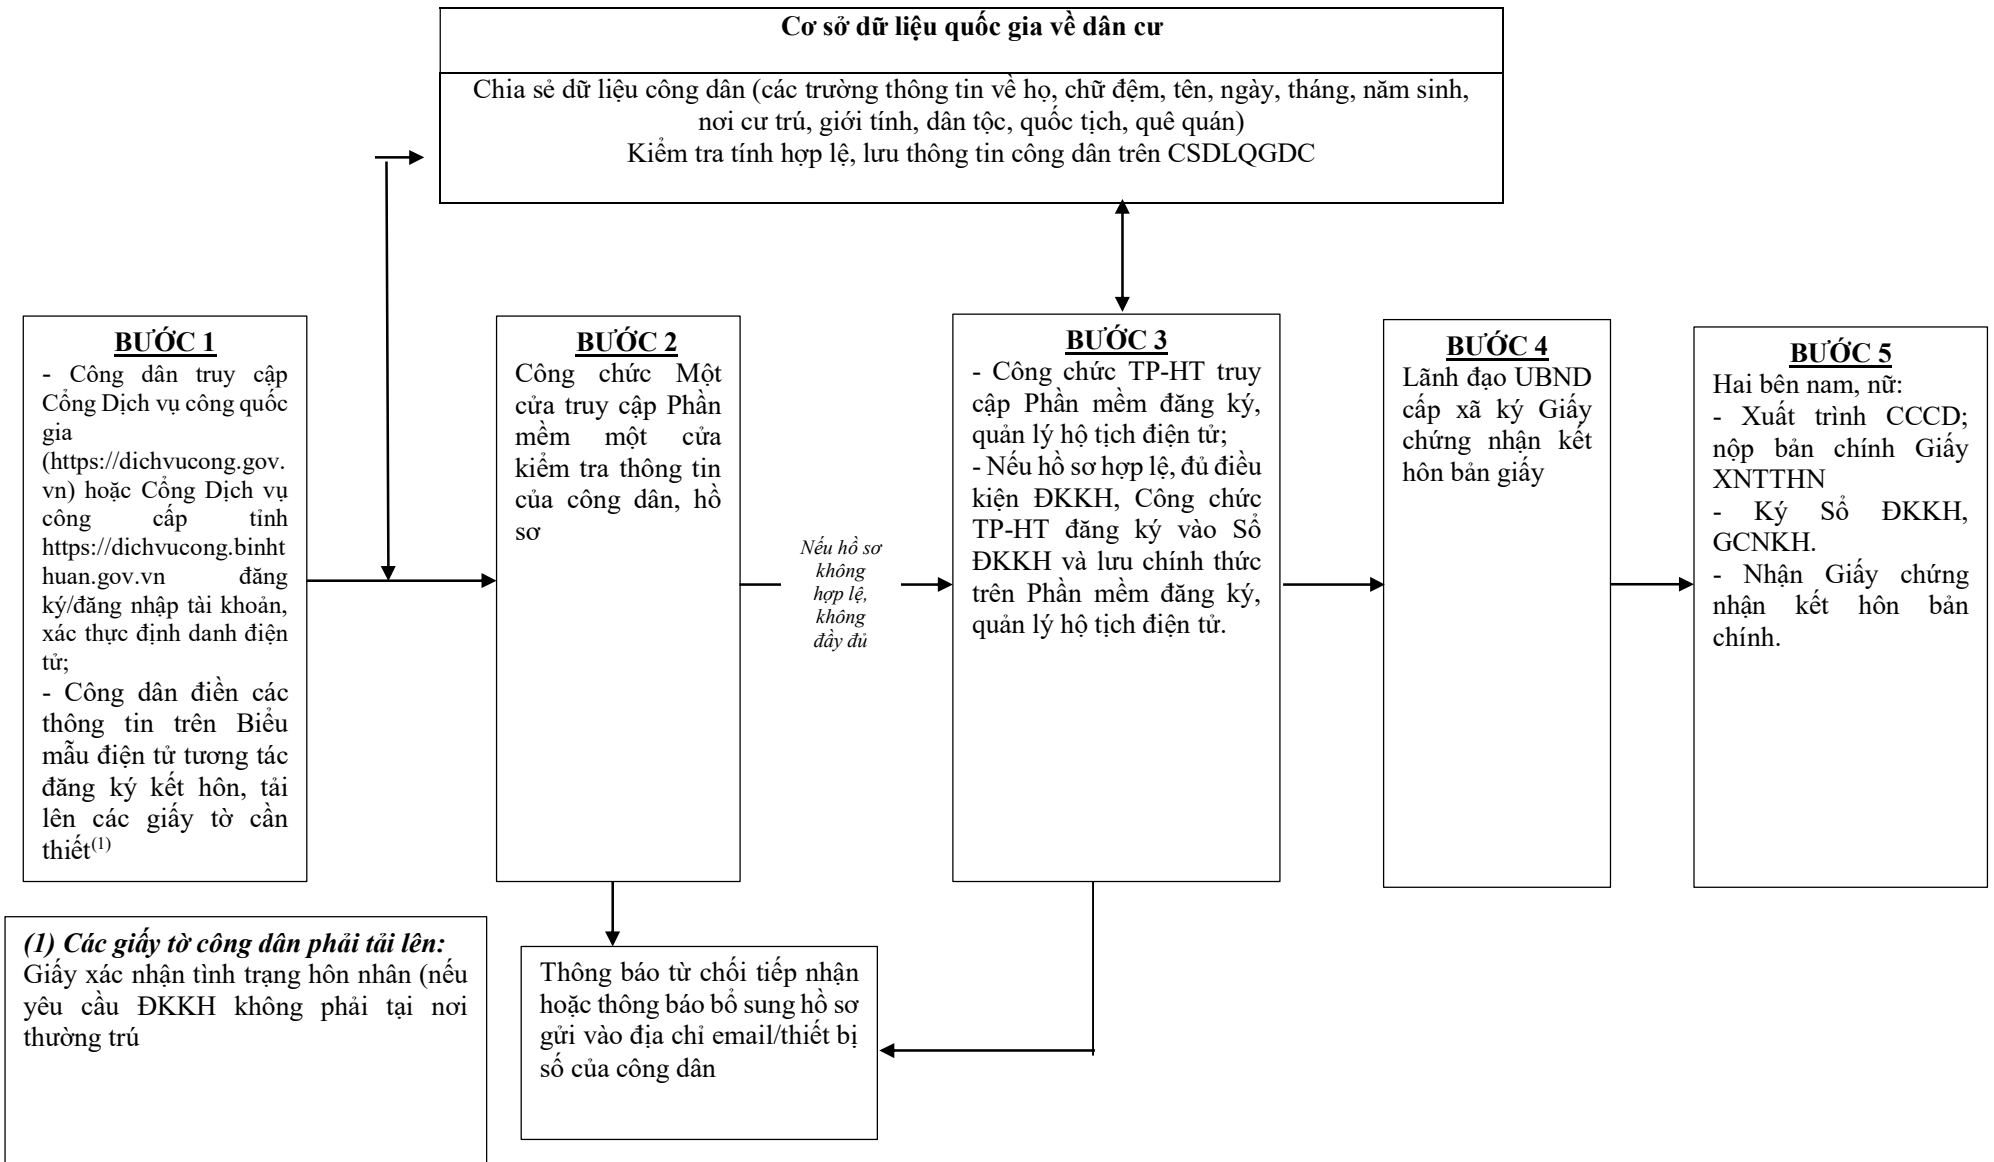 Cơ sở dữ liệu quốc gia về dân cư
Chia sẻ dữ liệu công dân (các trường thông tin về họ, chữ đệm, tên, ngày, tháng, năm sinh,
nơi cư trú, giới tính, dân tộc, quốc tịch, quê quán)
Kiểm tra tính hợp lệ, lưu thông tin công dân trên CSDLQGDC
BƯỚC 1
- Công dân truy cập
Cổng Dịch vụ công quốc
gia
(https://dichvucong.gov.
vn) hoặc Cổng Dịch vụ
công cấp tỉnh
https://dichvucong.binht
huan.gov.vn đăng
ký/đăng nhập tài khoản,
xác thực định danh điện
tử;
- Công dân điền các
thông tin trên Biểu
mẫu điện tử tương tác
đăng ký kết hôn, tải
lên các giấy tờ cần
thiết(1)
BƯỚC 2
Công chức Một
cửa truy cập Phần
mềm một cửa
kiểm tra thông tin
của công dân, hồ
sơ
Nếu hồ sơ
không
hợp lệ,
không
đầy đủ
BƯỚC 3
- Công chức TP-HT truy
cập Phần mềm đăng ký,
quản lý hộ tịch điện tử;
- Nếu hồ sơ hợp lệ, đủ điều
kiện ĐKKH, Công chức
TP-HT đăng ký vào Sổ
ĐKKH và lưu chính thức
trên Phần mềm đăng ký,
quản lý hộ tịch điện tử.
BƯỚC 4
Lãnh đạo UBND
cấp xã ký Giấy
chứng nhận kết
hôn bản giấy
BƯỚC 5
Hai bên nam, nữ:
- Xuất trình CCCD;
nộp bản chính Giấy
XNTTHN
- Ký Sổ ĐKKH,
GCNKH.
- Nhận Giấy chứng
nhận kết hôn bản
chính.
(1) Các giấy tờ công dân phải tải lên:
Giấy xác nhận tình trạng hôn nhân (nếu
yêu cầu ĐKKH không phải tại nơi
thường trú
Thông báo từ chối tiếp nhận
hoặc thông báo bổ sung hồ sơ
gửi vào địa chỉ email/thiết bị
số của công dân